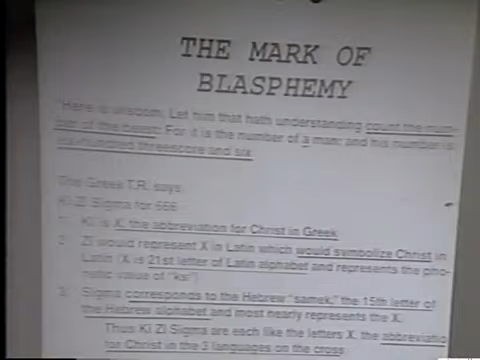 THE MARK OF
BLASPHEMY
"Here is wisdom. Let him that hath understanding count the num-
ber of the beast: For it is the number of a man: and his number is
six hundred threescore and six
The Greek T.R. says
Ki Zi Sigma for 666
1. Ki is X, the abbreviation for Christ in Greek
2. Zi would represent X in Latin which would symbolize Christ in
Latin (X is 21st letter of Latin alphabet and represents the pho-
netic value of "ksi")
3. Sigma corresponds to the Hebrew "samek," the 15th letter of
the Hebrew alphabet and most nearly represents the X.
Thus Ki Zi Sigma are each like the letters X, the abbreviatio
for Christ in the 3 languages on the cross